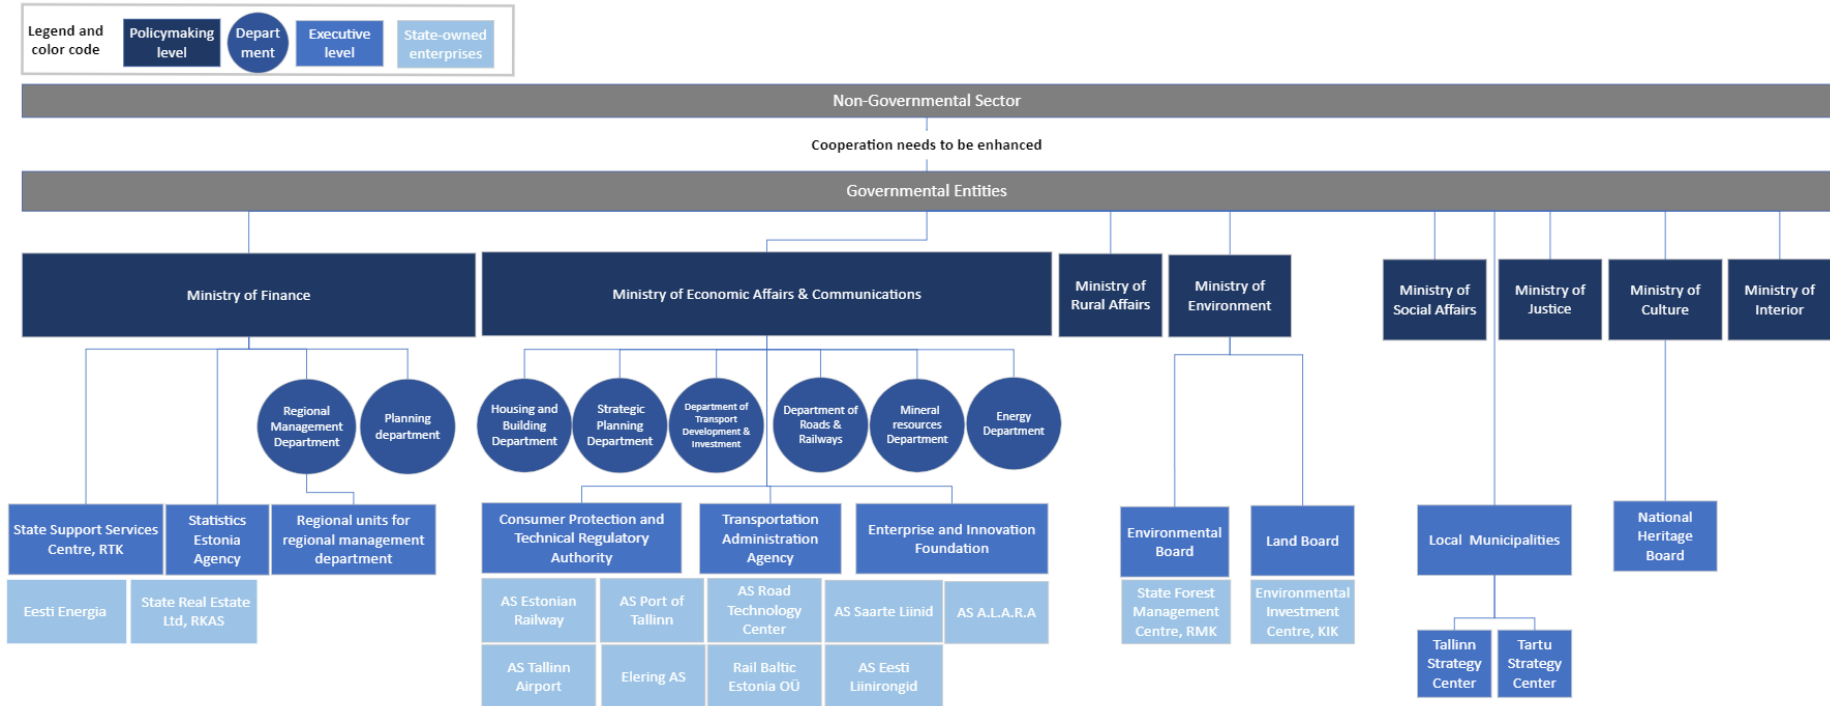 Legend and
color code
Policymaking
level
Depart
ment
Executive
level
State-owned
enterprises
Non-Governmental Sector
Cooperation needs to be enhanced
Governmental Entities
Ministry of Finance
Ministry of Economic Affairs & Communications
Ministry of
Rural Affairs
Ministry of
Environment
Ministry of
Social Affairs
Ministry of
Justice
Ministry of
Culture
Ministry of
Interior
Regional
Management
Department
Planning
department
Housing and
Building
Department
Strategic
Planning
Department
Department of
Transport
Development &
Investment
Department of
Roads &
Railways
Mineral
resources
Department
Energy
Department
State Support Services
Centre, RTK
Statistics
Estonia
Agency
Regional units for
regional management
department
Consumer Protection and
Technical Regulatory
Authority
Transportation
Administration
Agency
Enterprise and Innovation
Foundation
Environmental
Board
Land Board
Local Municipalities
National
Heritage
Board
Eesti Energia
State Real Estate
Ltd, RKAS
AS Estonian
Railway
AS Port of
Tallinn
AS Road
Technology
Center
AS Saarte Liinid
AS A.L.A.R.A
State Forest
Management
Centre, RMK
Environmental
Investment
Centre, KIK
AS Tallinn
Airport
Elering AS
Rail Baltic
Estonia OÜ
AS Eesti
Liinirongid
Tallinn
Strategy
Center
Tartu
Strategy
Center